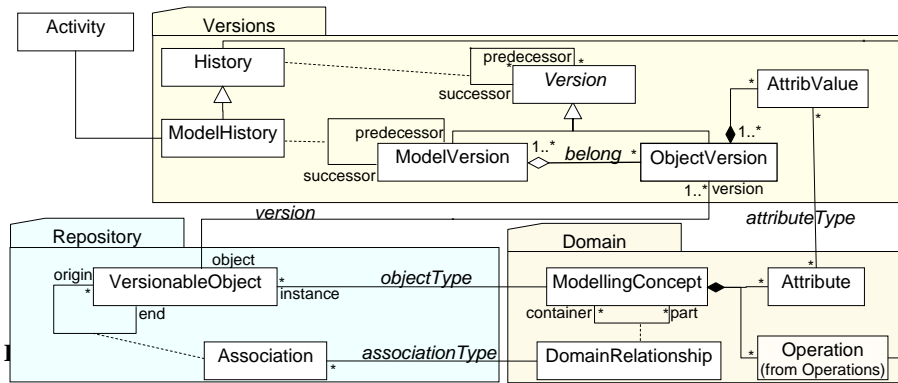 Activity
Versions
History
predecessor
* *
successor
Version
AttribValue
*
*
ModelHistory
predecessor
successor
ModelVersion
1..*
belong
*
ObjectVersion
1..*
1..*
version
version
attributeType
Repository
Domain
object
origin
*
VersionableObject
*
instance
objectType
ModellingConcept
*
*
Attribute
end
container
*
*
part
Association
*
associationType
DomainRelationship
*
Operation
(from Operations)